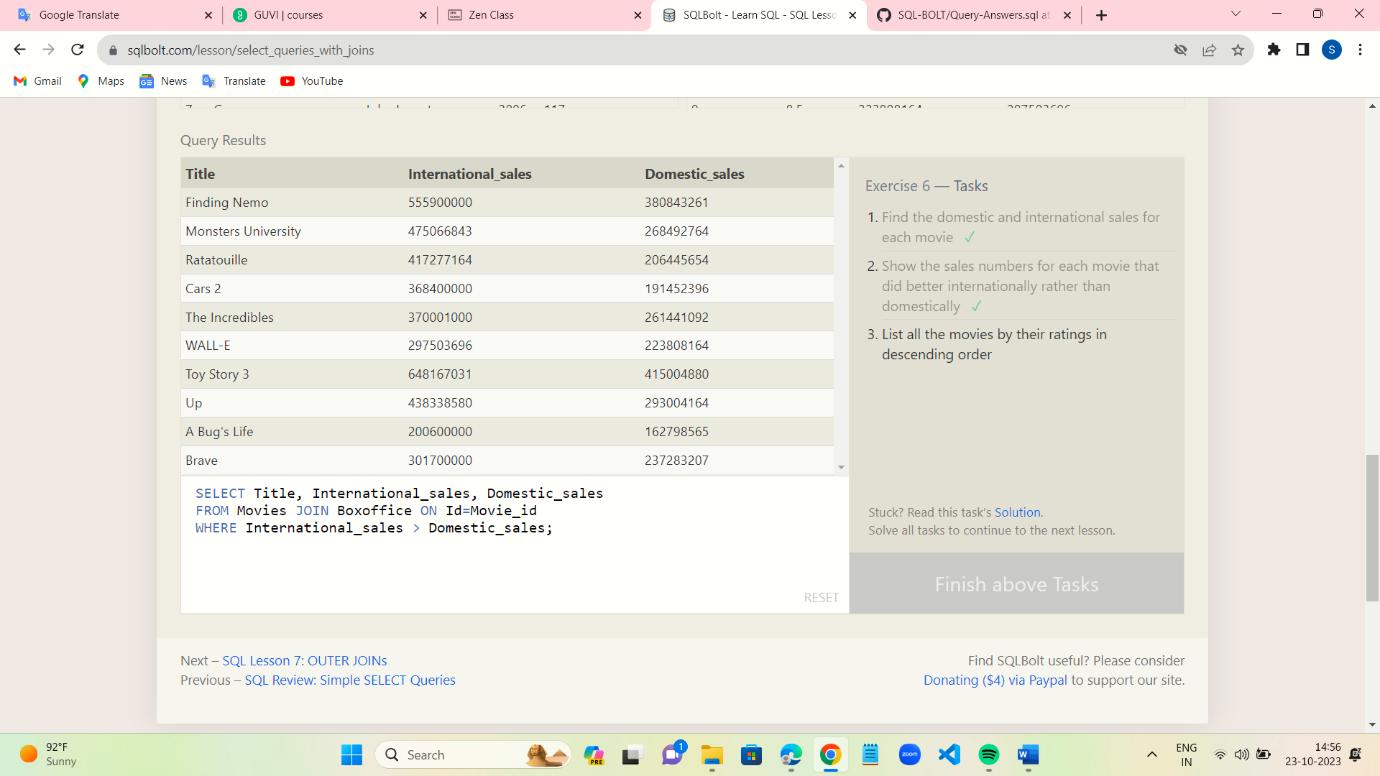 Google Translate
GUVI | courses
Zen Class
SQLBolt - Learn SQL - SQL Lesso
SQL-BOLT/Query-Answers.sql at
sqlbolt.com/lesson/select_queries_with_joins
S
Gmail
Maps
News
Translate
YouTube
Query Results
Title International_sales Domestic_sales
Finding Nemo 555900000 380843261
Monsters University 475066843 268492764
Ratatouille 417277164 206445654
Cars 2 368400000 191452396
The Incredibles 370001000 261441092
WALL-E 297503696 223808164
Toy Story 3 648167031 415004880
Up 438338580 293004164
A Bug's Life 200600000 162798565
Brave 301700000 237283207
SELECT Title, International_sales, Domestic_sales
FROM Movies JOIN Boxoffice ON Id=Movie_id
WHERE International_sales > Domestic_sales;
RESET
Exercise 6 — Tasks
1. Find the domestic and international sales for
each movie ✓
2. Show the sales numbers for each movie that
did better internationally rather than
domestically ✓
3. List all the movies by their ratings in
descending order
Stuck? Read this task's Solution.
Solve all tasks to continue to the next lesson.
Finish above Tasks
Next – SQL Lesson 7: OUTER JOINs
Previous – SQL Review: Simple SELECT Queries
Find SQLBolt useful? Please consider
Donating ($4) via Paypal to support our site.
92°F
Sunny
Search
PRE
1
zoom
ENG
IN
14:56
23-10-2023